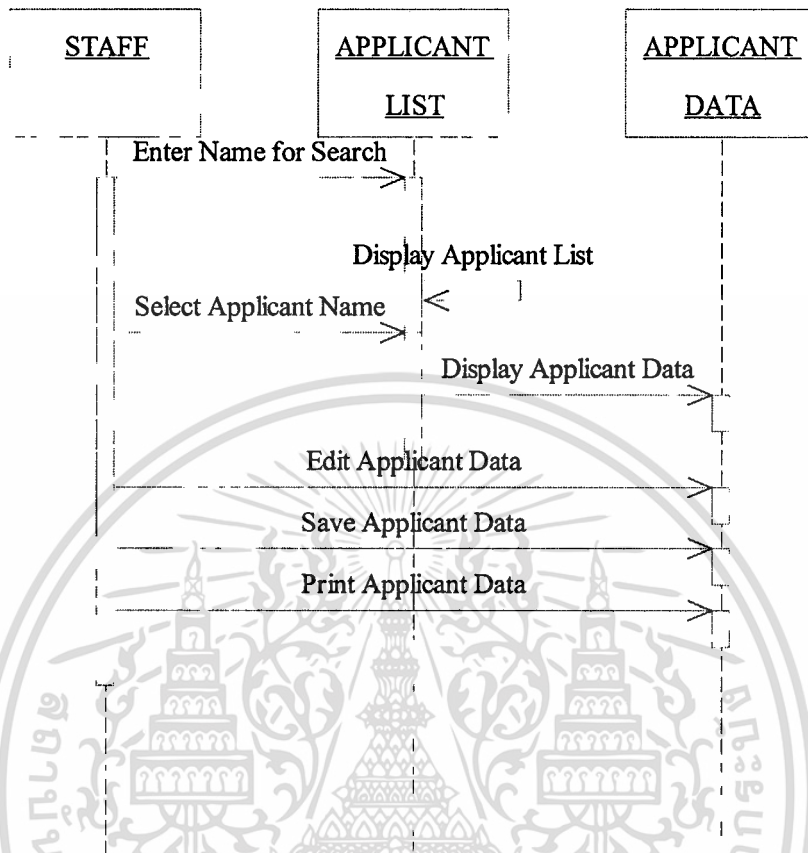 STAFF
APPLICANT
LIST
APPLICANT
DATA
Enter Name for Search
Display Applicant List
Select Applicant Name
Display Applicant Data
Edit Applicant Data
Save Applicant Data
Print Applicant Data